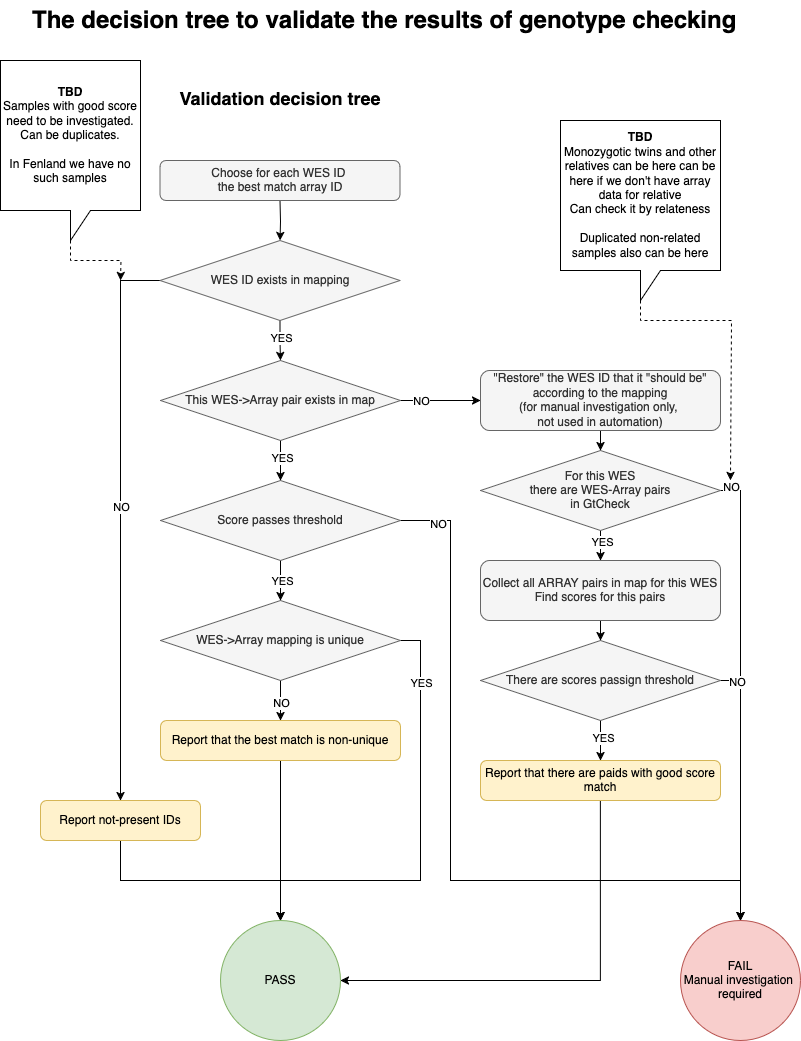 The decision tree to validate the results of genotype checking
TBD
Samples with good score
need to be investigated.
Can be duplicates.
In Fenland we have no
such samples
Validation decision tree
TBD
Monozygotic twins and other
relatives can be here can be
here if we don't have array
data for relative
Can check it by relateness
Duplicated non-related
samples also can be here
Choose for each WES ID
the best match array ID
WES ID exists in mapping
YES
This WES->Array pair exists in map
NO
"Restore" the WES ID that it "should be"
according to the mapping
(for manual investigation only,
not used in automation)
YES
For this WES
there are WES-Array pairs
in GtCheck
NO
NO
Score passes threshold
NO
YES
YES
Collect all ARRAY pairs in map for this WES
Find scores for this pairs
WES->Array mapping is unique
YES
There are scores passign threshold
NO
NO
Report that the best match is non-unique
YES
Report that there are paids with good score
match
Report not-present IDs
PASS
FAIL
Manual investigation
required